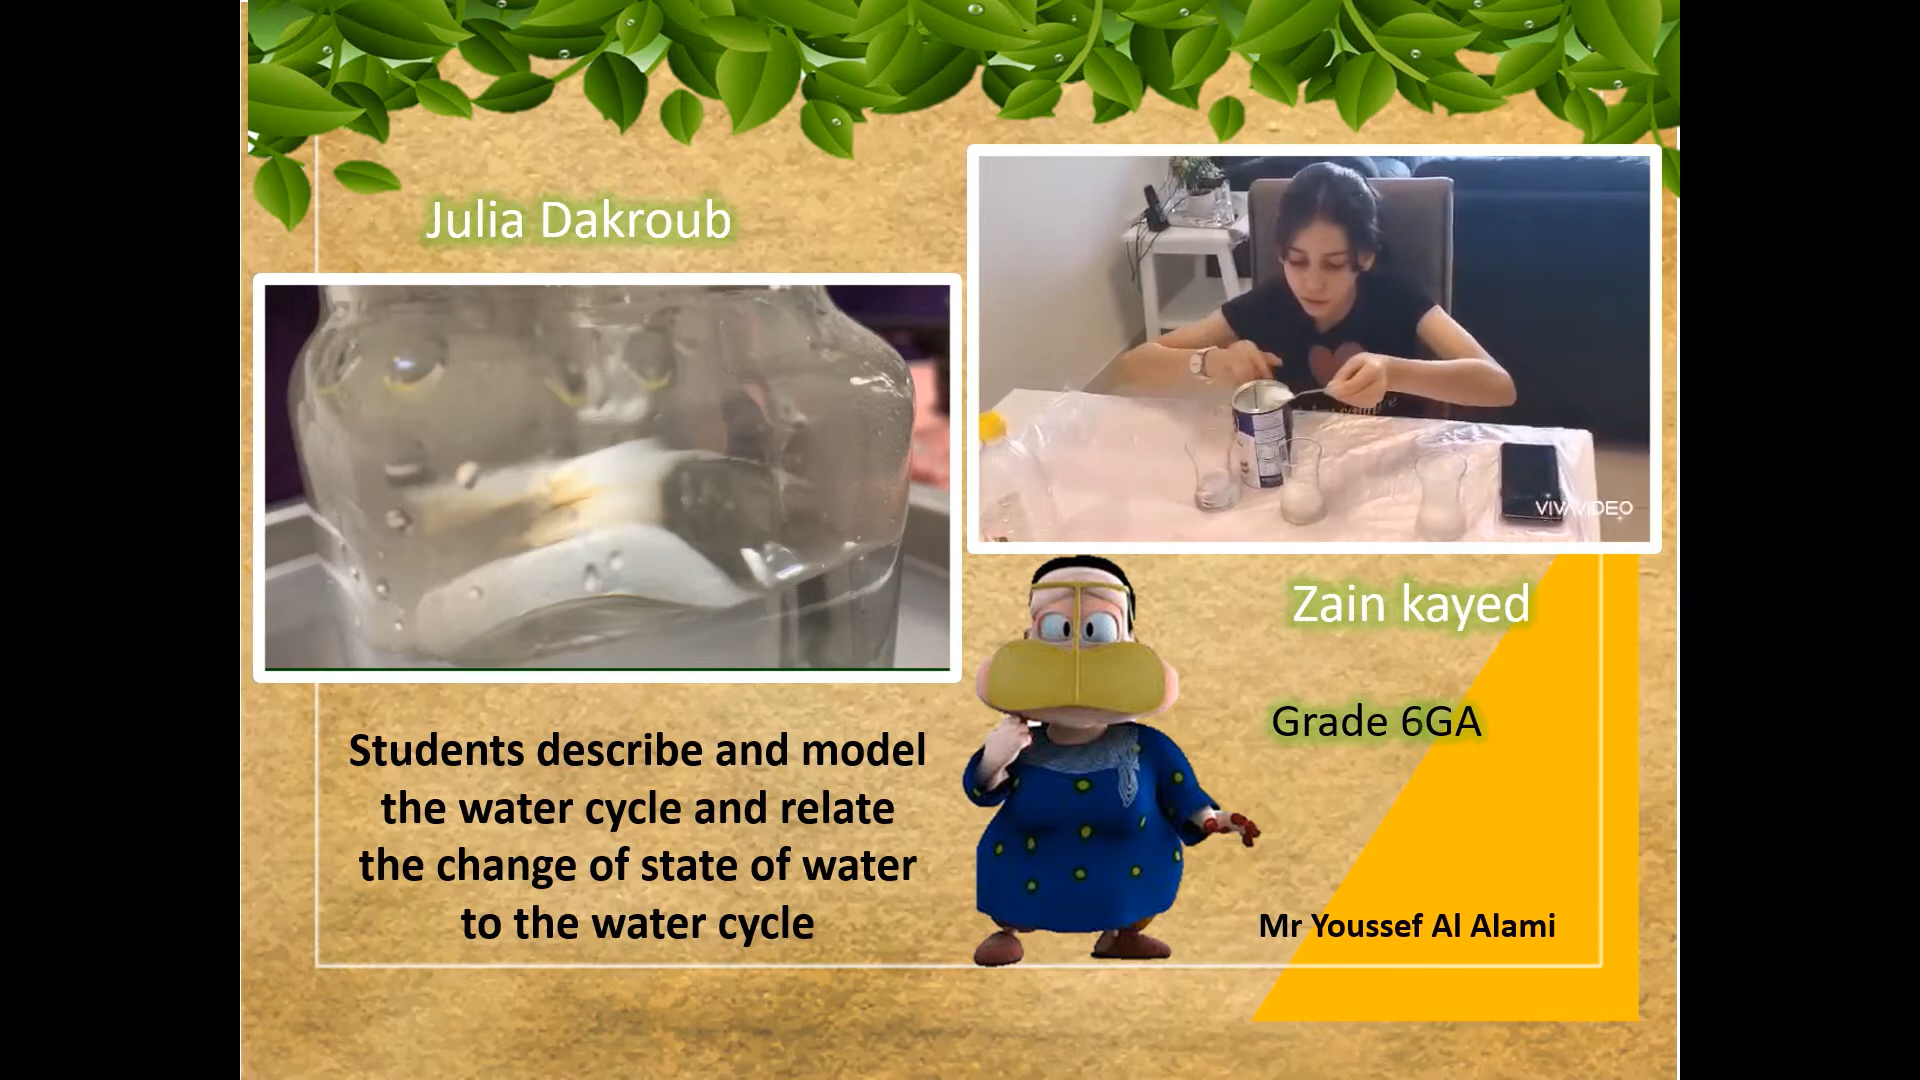 Julia Dakroub
VIVAVIDEO
Zain kayed
Grade 6GA
Students describe and model
the water cycle and relate
the change of state of water
to the water cycle
Mr Youssef Al Alami